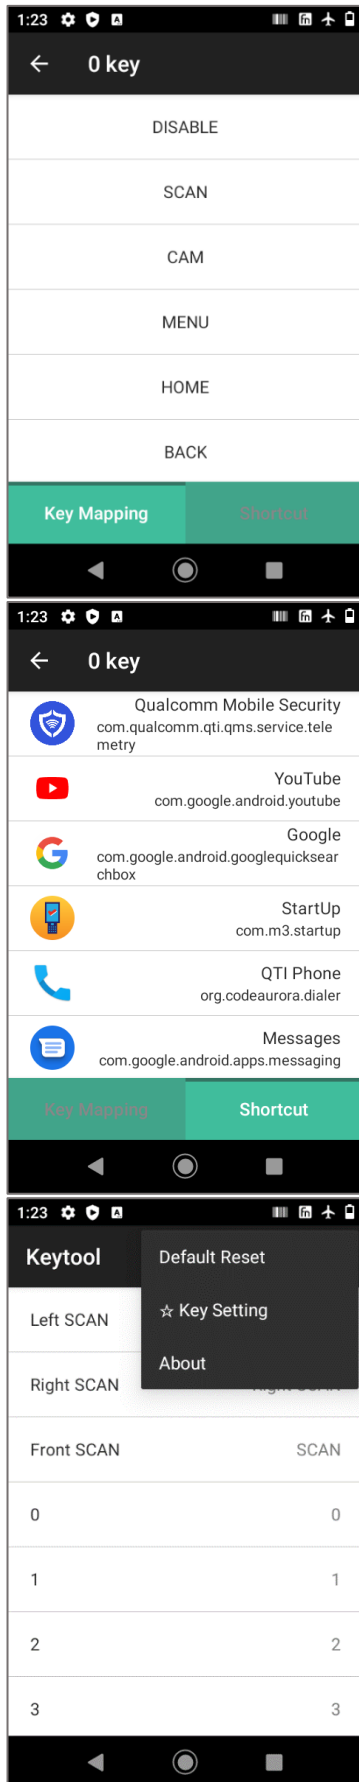 1:23
0 key
DISABLE
SCAN
CAM
MENU
HOME
BACK
Key Mapping
Shortcut
1:23
0 key
Qualcomm Mobile Security
com.qualcomm.qti.qms.service.tele
metry
YouTube
com.google.android.youtube
Google
com.google.android.googlequicksear
chbox
StartUp
com.m3.startup
QTI Phone
org.codeaurora.dialer
Messages
com.google.android.apps.messaging
Key Mapping
Shortcut
1:23
Keytool
Default Reset
☆ Key Setting
About
Left SCAN
Right SCAN
Right SCAN
Front SCAN
SCAN
0
0
1
1
2
2
3
3